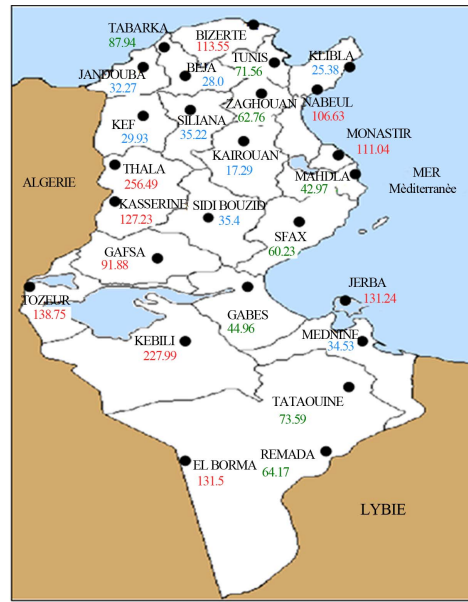 TABARKA
87.94
BIZERTE
113.55
TUNIS
71.56
KLIBLA
25.38
JANDOUBA
32.27
BEJA
28.0
ZAGHOUAN
62.76
NABEUL
106.63
KEF
29.93
SILIANA
35.22
MONASTIR
111.04
KAIROUAN
17.29
THALA
256.49
MAHDLA
42.97
MER
Mèditerranèe
ALGERIE
KASSERINE
127.23
SIDI BOUZID
35.4
SFAX
60.23
GAFSA
91.88
JERBA
131.24
TOZEUR
138.75
GABES
44.96
MEDNINE
34.53
KEBILI
227.99
TATAOUINE
73.59
REMADA
64.17
EL BORMA
131.5
LYBIE